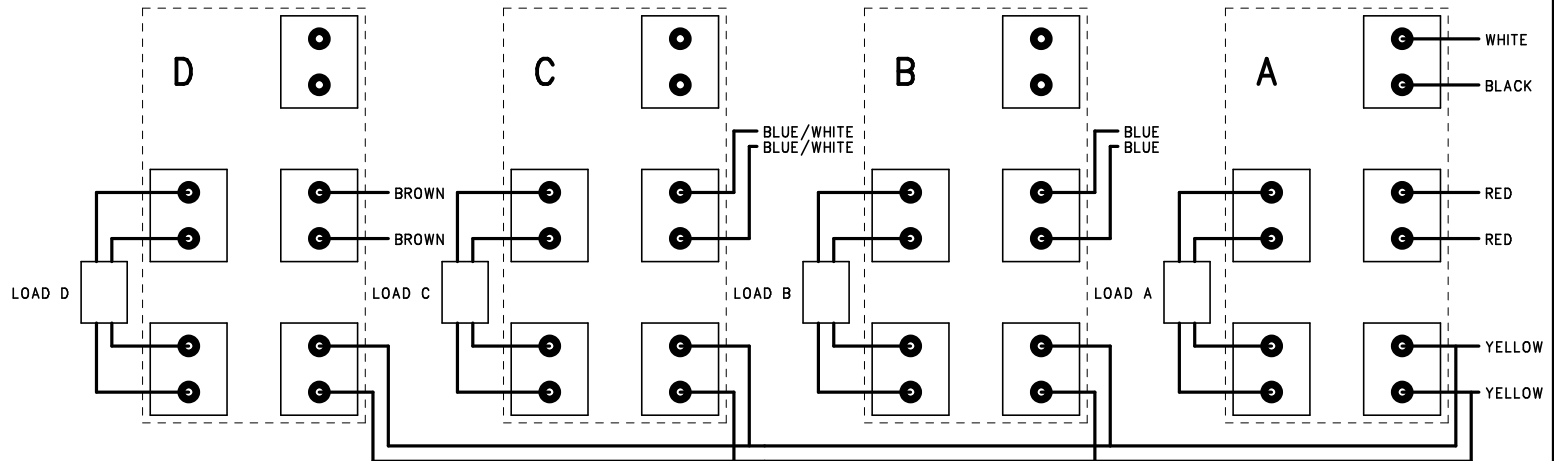 D C B A WHITE
BLACK
BLUE/WHITE BLUE
BLUE/WHITE BLUE
BROWN RED
BROWN RED
LOAD D LOAD C LOAD B LOAD A
YELLOW
YELLOW